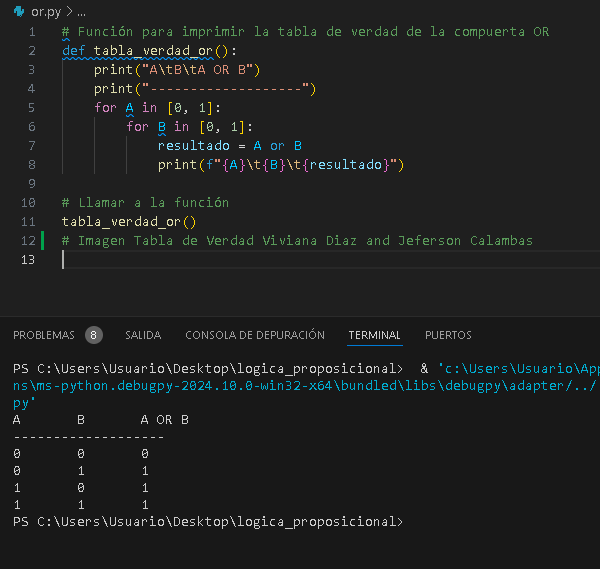 or.py > ...
1 # Función para imprimir la tabla de verdad de la compuerta OR
2 def tabla_verdad_or():
3     print("A\tB\tA OR B")
4     print("-------------------")
5     for A in [0, 1]:
6         for B in [0, 1]:
7             resultado = A or B
8             print(f"{A}\t{B}\t{resultado}")
9
10 # Llamar a la función
11 tabla_verdad_or()
12 # Imagen Tabla de Verdad Viviana Diaz and Jeferson Calambas
13
PROBLEMAS 8 SALIDA CONSOLA DE DEPURACIÓN TERMINAL PUERTOS
PS C:\Users\Usuario\Desktop\logica_proposicional>  & 'c:\Users\Usuario\App
ns\ms-python.debugpy-2024.10.0-win32-x64\bundled\libs\debugpy\adapter/../
py'
A       B       A OR B
-------------------
0       0       0
0       1       1
1       0       1
1       1       1
PS C:\Users\Usuario\Desktop\logica_proposicional>